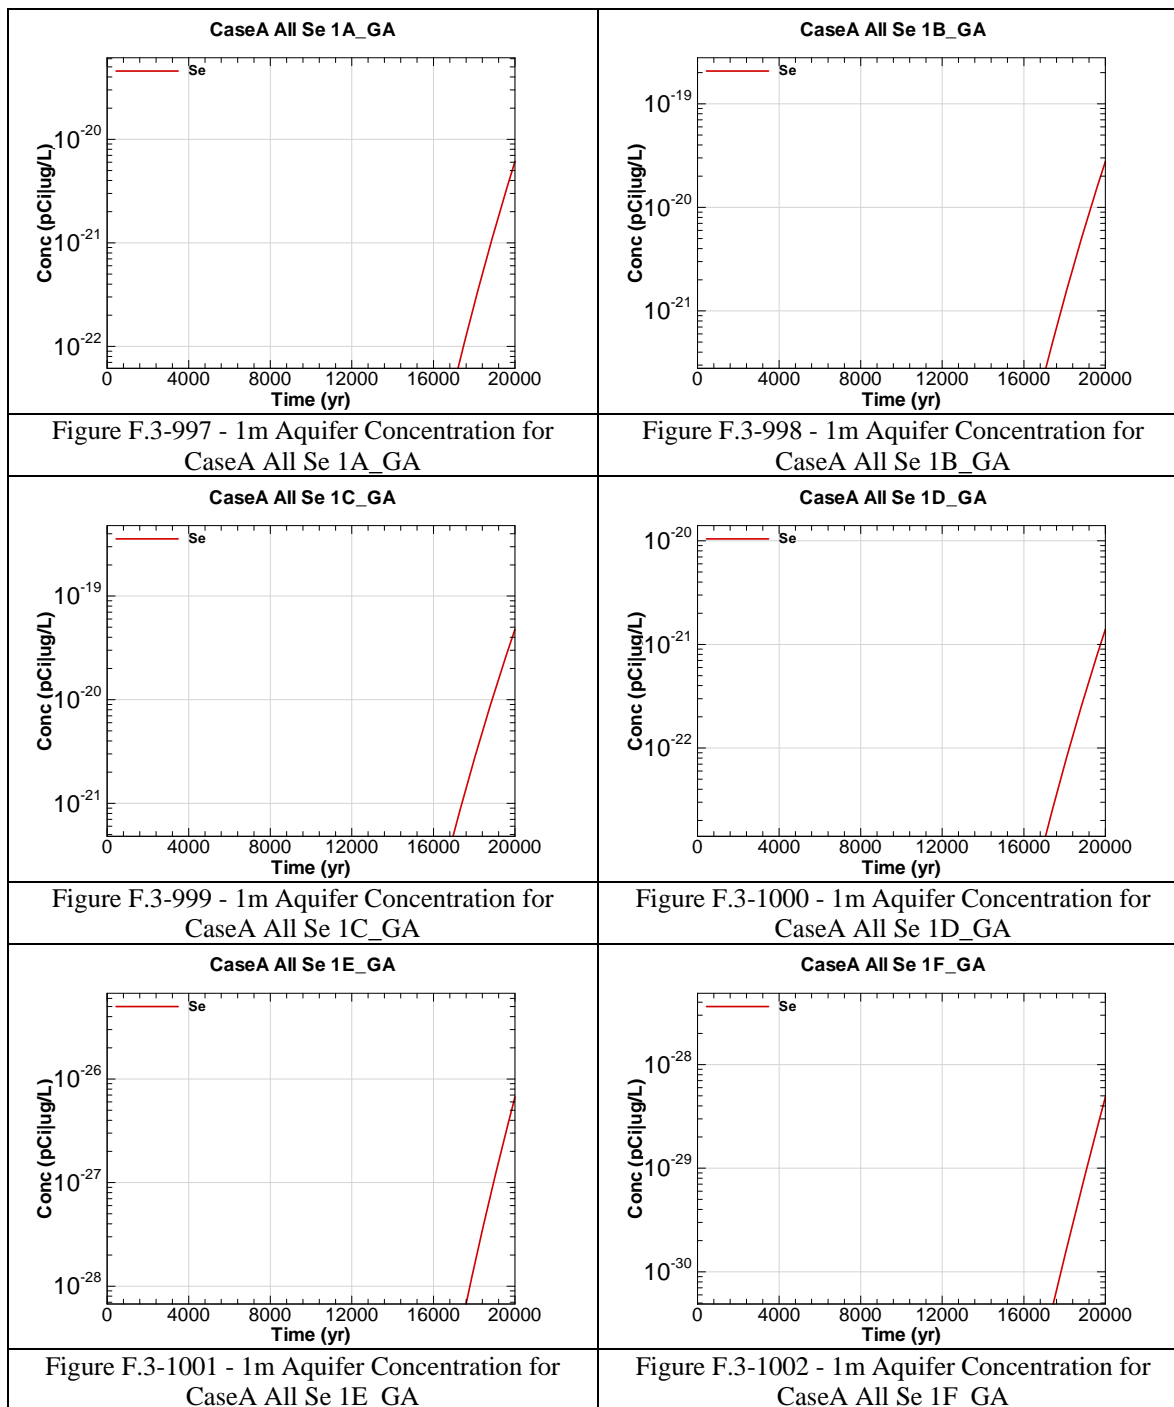 CaseA All Se 1A_GA
Se
Conc (pCi|ug/L)
10-20
10-21
10-22
0 4000 8000 12000 16000 20000
Time (yr)
Figure F.3-997 - 1m Aquifer Concentration for
CaseA All Se 1A_GA
CaseA All Se 1B_GA
Se
Conc (pCi|ug/L)
10-19
10-20
10-21
0 4000 8000 12000 16000 20000
Time (yr)
Figure F.3-998 - 1m Aquifer Concentration for
CaseA All Se 1B_GA
CaseA All Se 1C_GA
Se
Conc (pCi|ug/L)
10-19
10-20
10-21
0 4000 8000 12000 16000 20000
Time (yr)
Figure F.3-999 - 1m Aquifer Concentration for
CaseA All Se 1C_GA
CaseA All Se 1D_GA
Se
Conc (pCi|ug/L)
10-20
10-21
10-22
0 4000 8000 12000 16000 20000
Time (yr)
Figure F.3-1000 - 1m Aquifer Concentration for
CaseA All Se 1D_GA
CaseA All Se 1E_GA
Se
Conc (pCi|ug/L)
10-26
10-27
10-28
0 4000 8000 12000 16000 20000
Time (yr)
Figure F.3-1001 - 1m Aquifer Concentration for
CaseA All Se 1E_GA
CaseA All Se 1F_GA
Se
Conc (pCi|ug/L)
10-28
10-29
10-30
0 4000 8000 12000 16000 20000
Time (yr)
Figure F.3-1002 - 1m Aquifer Concentration for
CaseA All Se 1F_GA